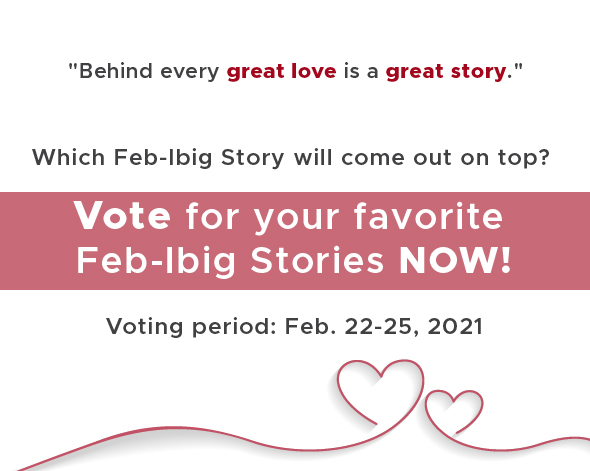 "Behind every great love is a great story."
Which Feb-Ibig Story will come out on top?
Vote for your favorite
Feb-Ibig Stories NOW!
Voting period: Feb. 22-25, 2021